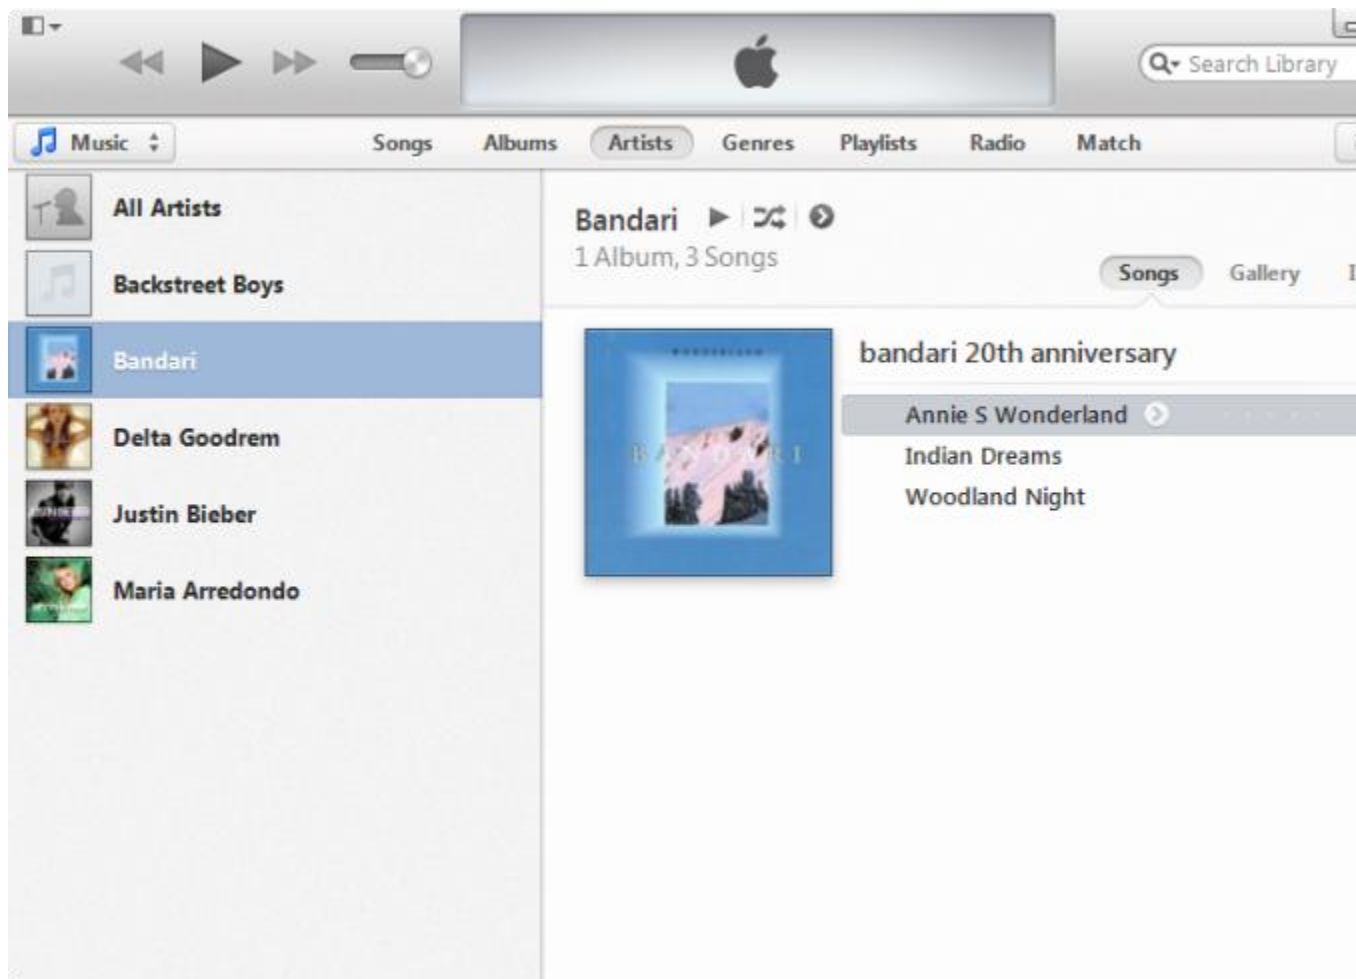 Search Library
Music
Songs Albums Artists Genres Playlists Radio Match
All Artists
Backstreet Boys
Bandari
Delta Goodrem
Justin Bieber
Maria Arredondo
Bandari
1 Album, 3 Songs
Songs Gallery
BANDARI
bandari 20th anniversary
Annie S Wonderland
Indian Dreams
Woodland Night